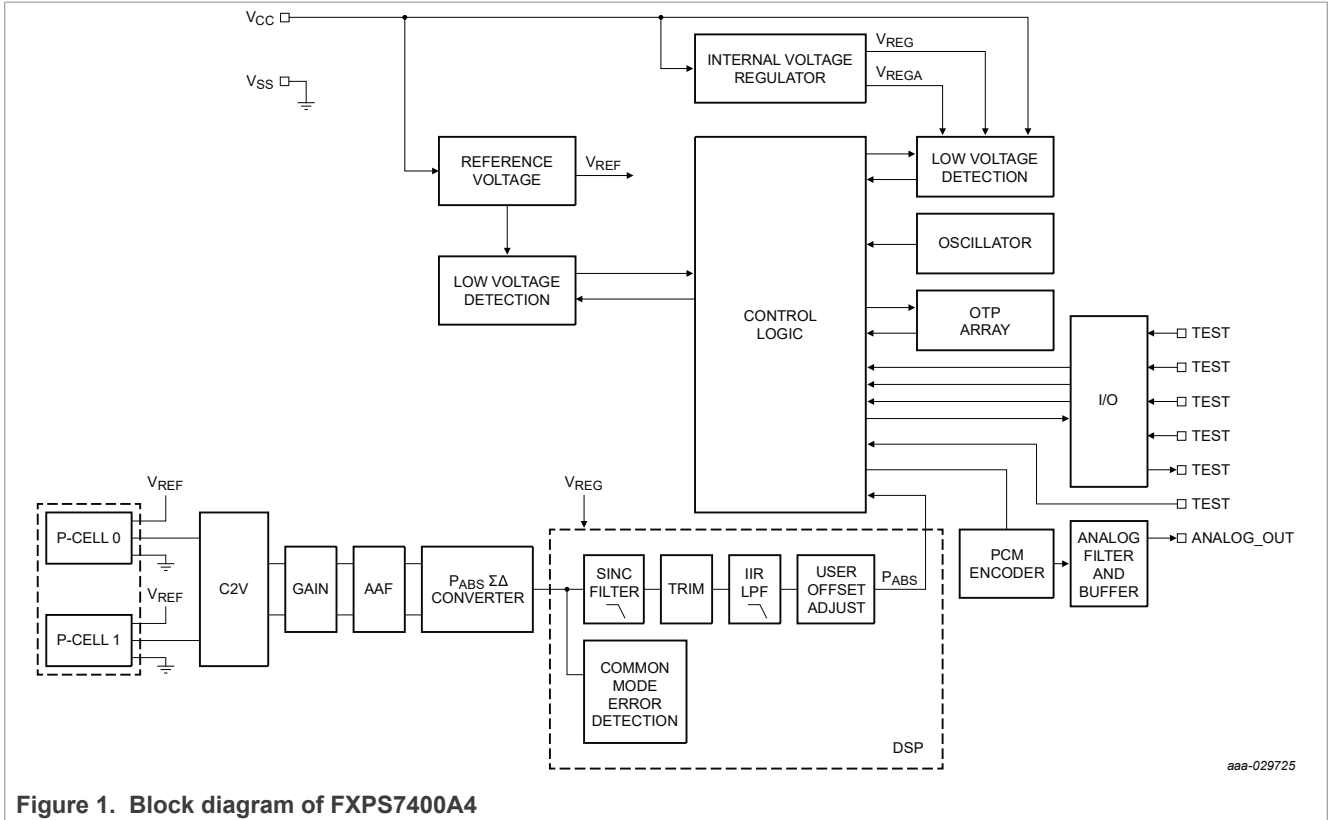 VCC
VSS
INTERNAL VOLTAGE
REGULATOR
VREG
VREGA
REFERENCE
VOLTAGE
VREF
LOW VOLTAGE
DETECTION
LOW VOLTAGE
DETECTION
OSCILLATOR
CONTROL
LOGIC
OTP
ARRAY
I/O
TEST
TEST
TEST
TEST
TEST
TEST
VREF
P-CELL 0
VREF
P-CELL 1
C2V
GAIN
AAF
PABS ΣΔ
CONVERTER
VREG
SINC
FILTER
TRIM
IIR
LPF
USER
OFFSET
ADJUST
PABS
COMMON
MODE
ERROR
DETECTION
DSP
PCM
ENCODER
ANALOG
FILTER
AND
BUFFER
ANALOG_OUT
aaa-029725
Figure 1. Block diagram of FXPS7400A4